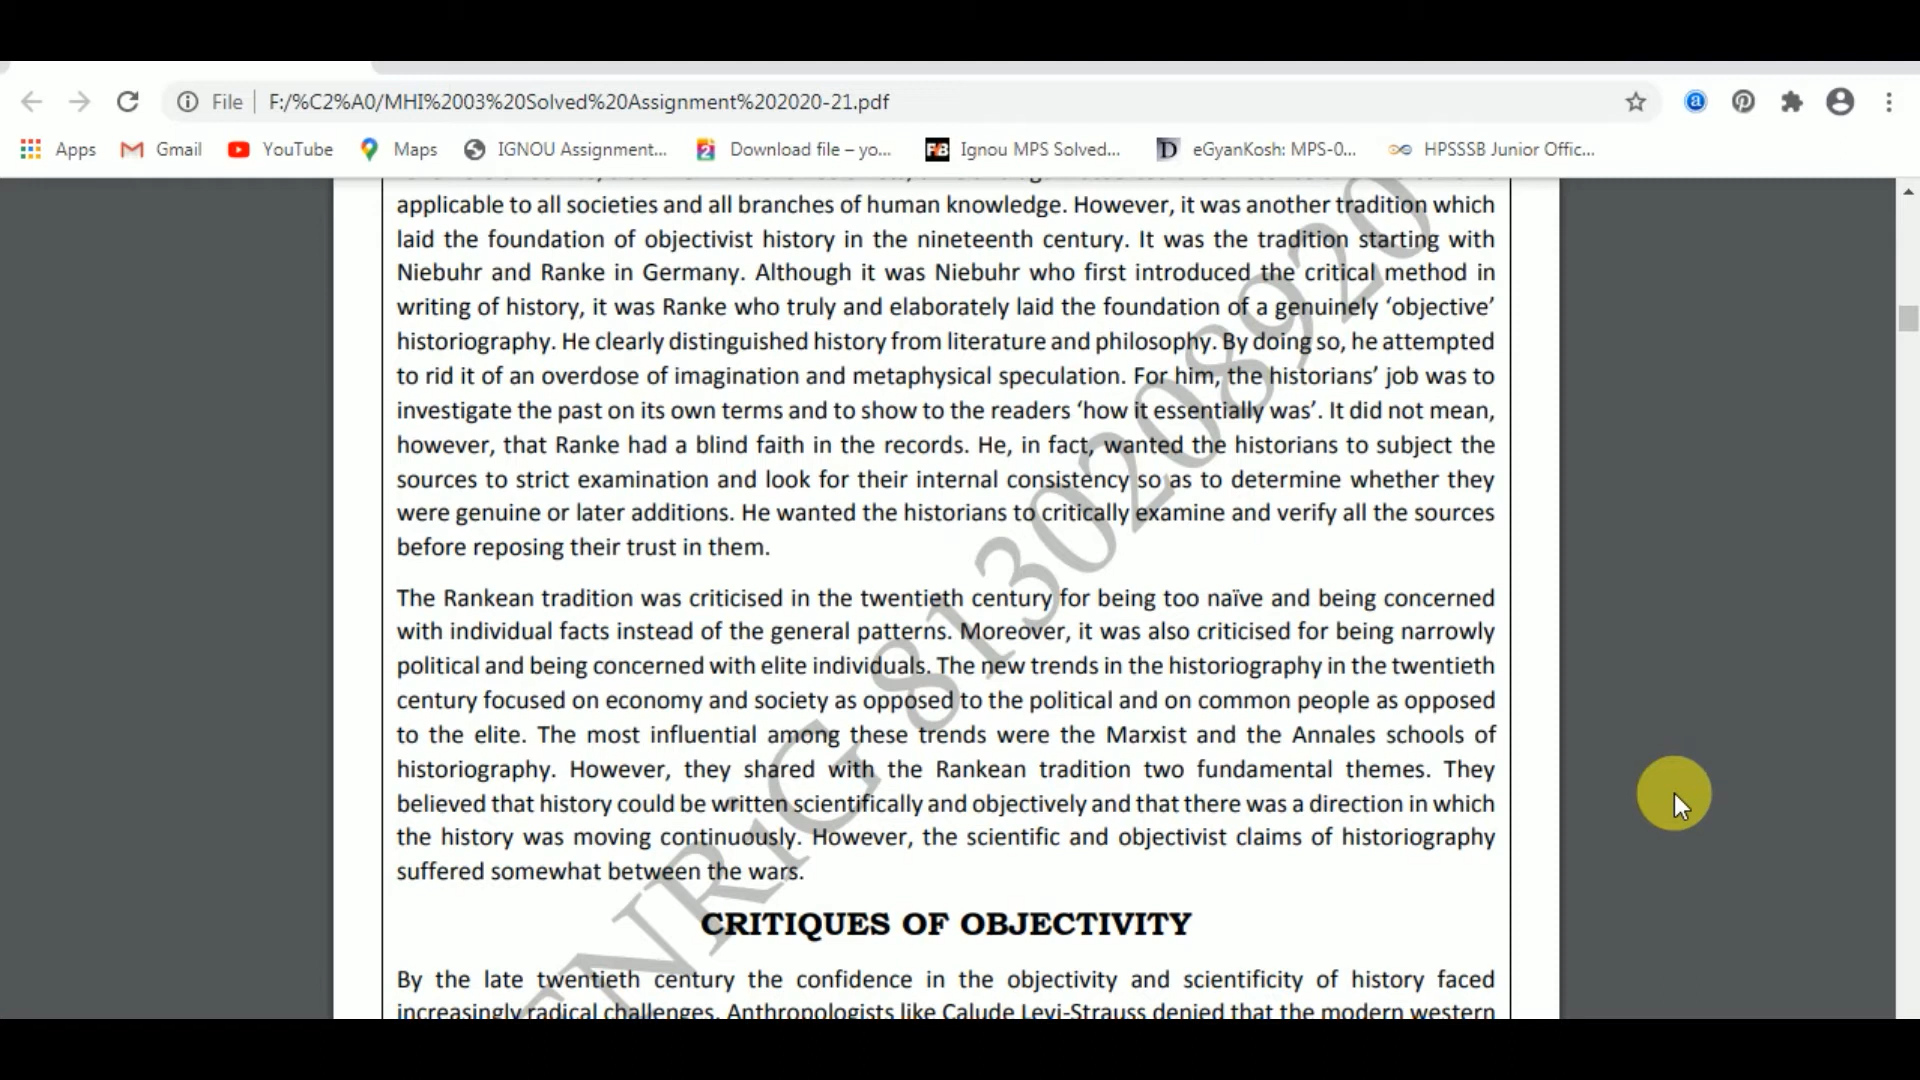 File | F:/%C2%A0/MHI%2003%20Solved%20Assignment%202020-21.pdf
Apps Gmail YouTube Maps IGNOU Assignment... Download file – yo... Ignou MPS Solved... eGyanKosh: MPS-0... HPSSSB Junior Offic...
applicable to all societies and all branches of human knowledge. However, it was another tradition which
laid the foundation of objectivist history in the nineteenth century. It was the tradition starting with
Niebuhr and Ranke in Germany. Although it was Niebuhr who first introduced the critical method in
writing of history, it was Ranke who truly and elaborately laid the foundation of a genuinely ‘objective’
historiography. He clearly distinguished history from literature and philosophy. By doing so, he attempted
to rid it of an overdose of imagination and metaphysical speculation. For him, the historians’ job was to
investigate the past on its own terms and to show to the readers ‘how it essentially was’. It did not mean,
however, that Ranke had a blind faith in the records. He, in fact, wanted the historians to subject the
sources to strict examination and look for their internal consistency so as to determine whether they
were genuine or later additions. He wanted the historians to critically examine and verify all the sources
before reposing their trust in them.
The Rankean tradition was criticised in the twentieth century for being too naïve and being concerned
with individual facts instead of the general patterns. Moreover, it was also criticised for being narrowly
political and being concerned with elite individuals. The new trends in the historiography in the twentieth
century focused on economy and society as opposed to the political and on common people as opposed
to the elite. The most influential among these trends were the Marxist and the Annales schools of
historiography. However, they shared with the Rankean tradition two fundamental themes. They
believed that history could be written scientifically and objectively and that there was a direction in which
the history was moving continuously. However, the scientific and objectivist claims of historiography
suffered somewhat between the wars.
CRITIQUES OF OBJECTIVITY
By the late twentieth century the confidence in the objectivity and scientificity of history faced
increasingly radical challenges. Anthropologists like Calude Levi-Strauss denied that the modern western
8130208920